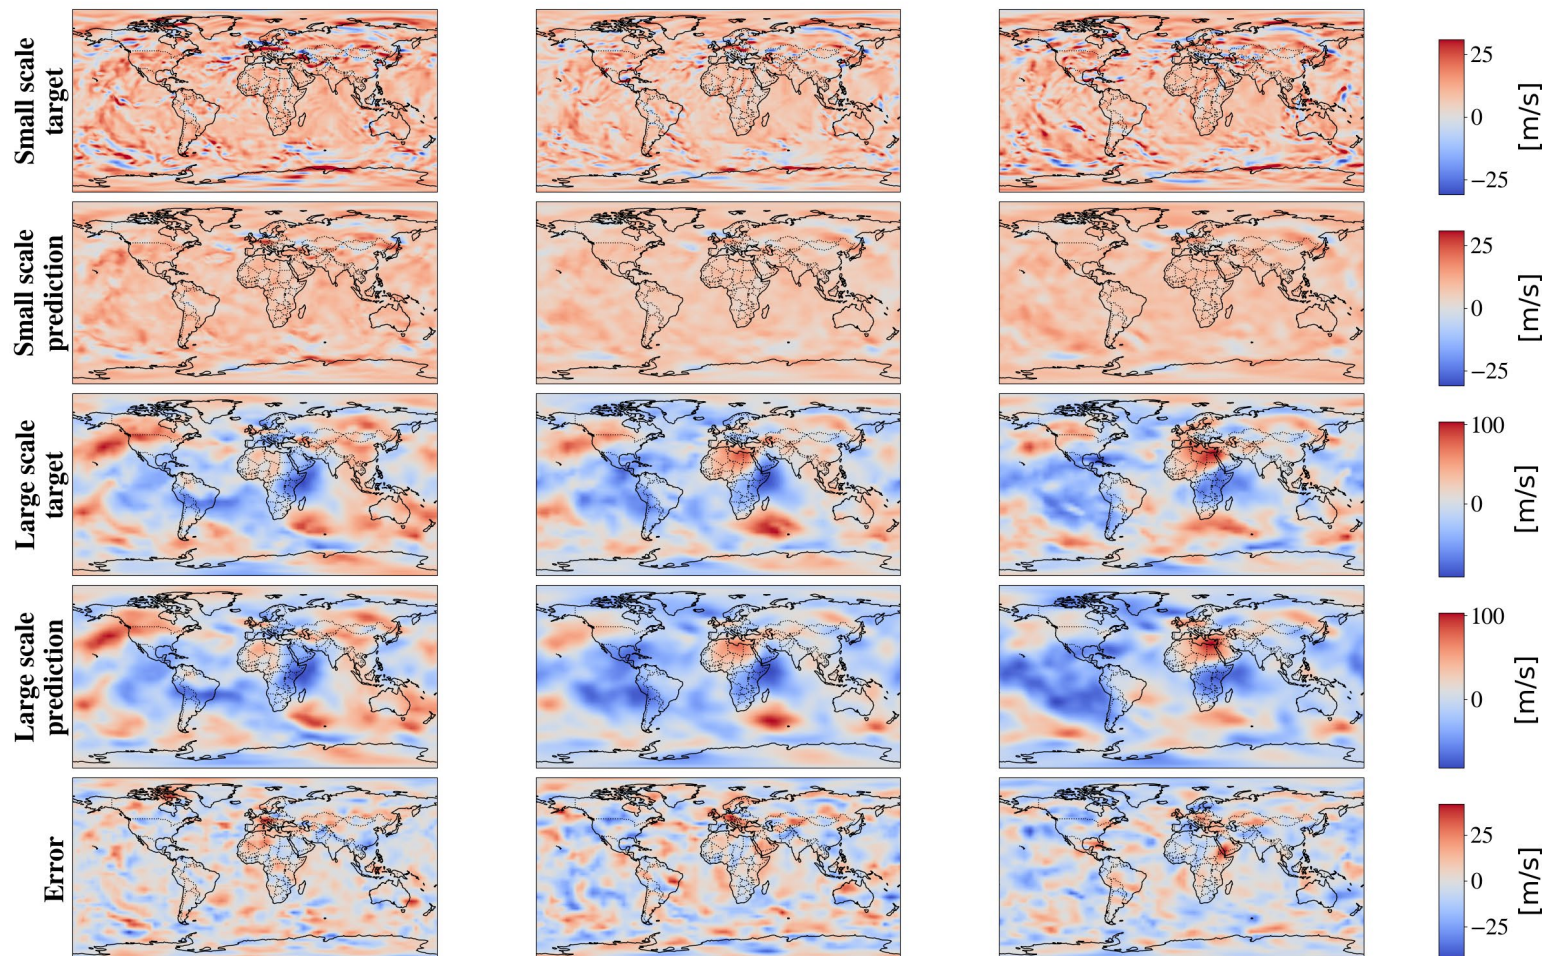 Small scale
target
25
0
−25
[m/s]
Small scale
prediction
25
0
−25
[m/s]
Large scale
target
100
0
[m/s]
Large scale
prediction
100
0
[m/s]
Error
25
0
−25
[m/s]